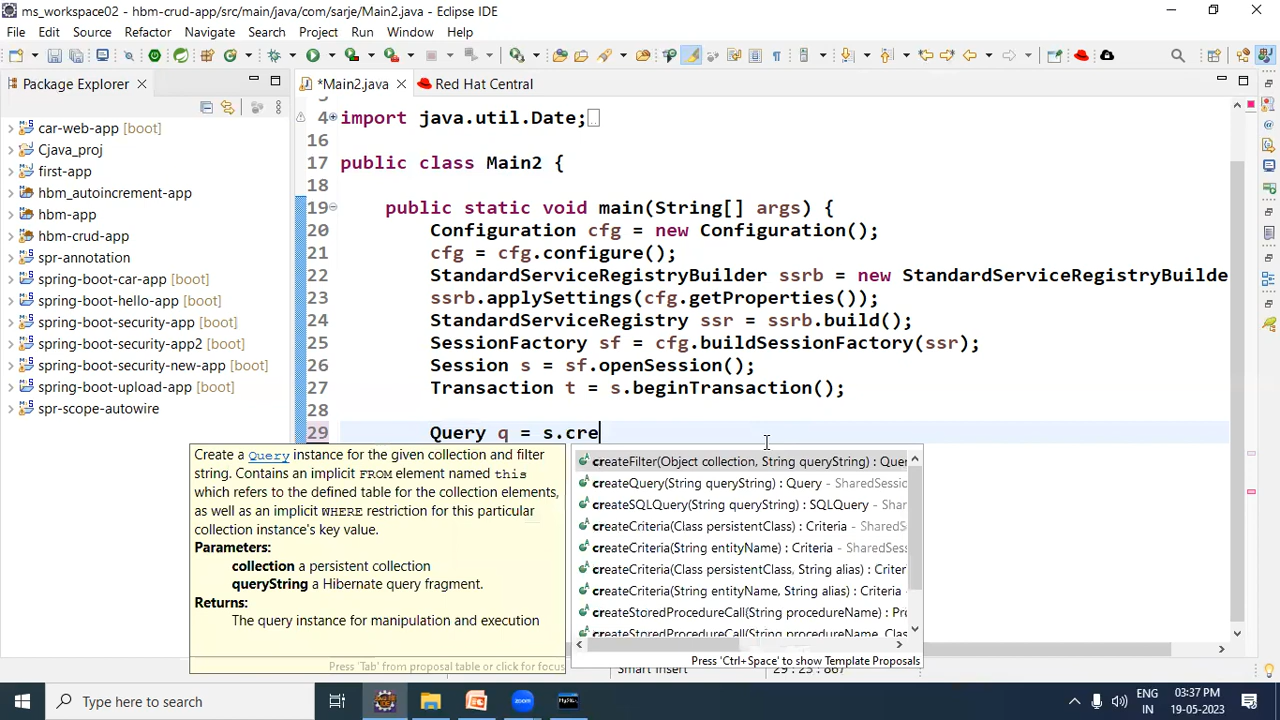 ms_workspace02 - hbm-crud-app/src/main/java/com/sarje/Main2.java - Eclipse IDE
File Edit Source Refactor Navigate Search Project Run Window Help
Package Explorer
*Main2.java
Red Hat Central
car-web-app [boot]
Cjava_proj
first-app
hbm_autoincrement-app
hbm-app
hbm-crud-app
spr-annotation
spring-boot-car-app [boot]
spring-boot-hello-app [boot]
spring-boot-security-app [boot]
spring-boot-security-app2 [boot]
spring-boot-security-new-app [boot]
spring-boot-upload-app [boot]
spr-scope-autowire
4 import java.util.Date;
16
17 public class Main2 {
18
19 public static void main(String[] args) {
20 Configuration cfg = new Configuration();
21 cfg = cfg.configure();
22 StandardServiceRegistryBuilder ssrb = new StandardServiceRegistryBuilde
23 ssrb.applySettings(cfg.getProperties());
24 StandardServiceRegistry ssr = ssrb.build();
25 SessionFactory sf = cfg.buildSessionFactory(ssr);
26 Session s = sf.openSession();
27 Transaction t = s.beginTransaction();
28
29 Query q = s.cre
Create a Query instance for the given collection and filter
string. Contains an implicit FROM element named this
which refers to the defined table for the collection elements,
as well as an implicit WHERE restriction for this particular
collection instance's key value.
Parameters:
collection a persistent collection
queryString a Hibernate query fragment.
Returns:
The query instance for manipulation and execution
Press 'Tab' from proposal table or click for focus
createFilter(Object collection, String queryString) : Quer
createQuery(String queryString) : Query - SharedSessio
createSQLQuery(String queryString) : SQLQuery - Shared
createCriteria(Class persistentClass) : Criteria - SharedSe
createCriteria(String entityName) : Criteria - SharedSess
createCriteria(Class persistentClass, String alias) : Criter
createCriteria(String entityName, String alias) : Criteria -
createStoredProcedureCall(String procedureName) : Pr
createStoredProcedureCall(String procedureName, Clas
Press 'Ctrl+Space' to show Template Proposals
Smart Insert
Type here to search
zoom
ENG
IN
03:37 PM
19-05-2023